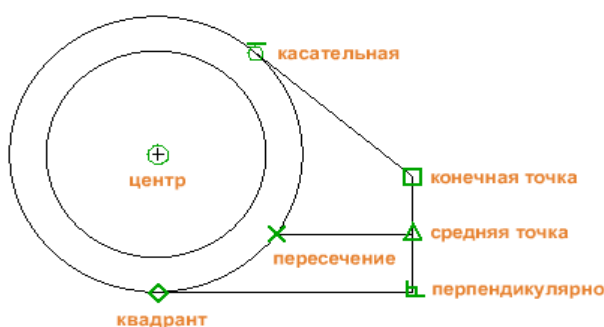 касательная
центр
конечная точка
средняя точка
пересечение
перпендикулярно
квадрант